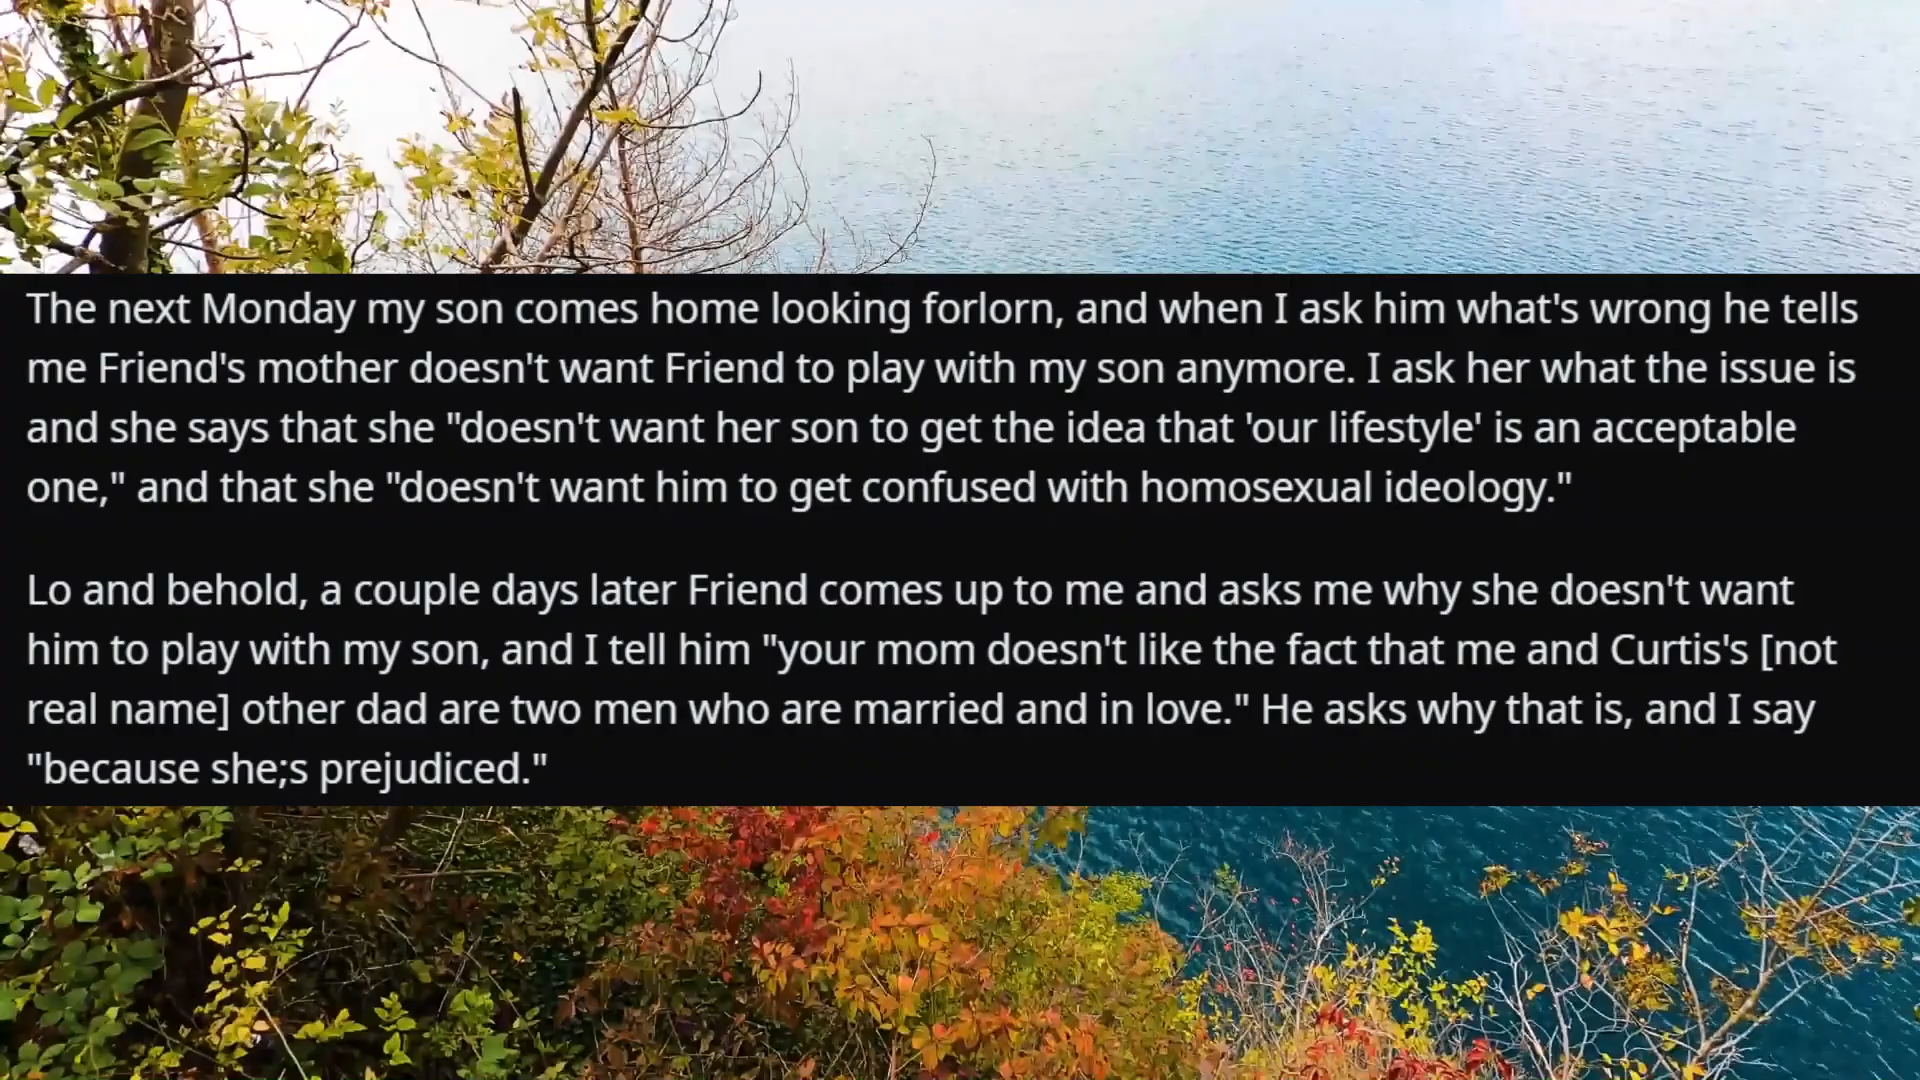 The next Monday my son comes home looking forlorn, and when I ask him what's wrong he tells
me Friend's mother doesn't want Friend to play with my son anymore. I ask her what the issue is
and she says that she "doesn't want her son to get the idea that 'our lifestyle' is an acceptable
one," and that she "doesn't want him to get confused with homosexual ideology."
Lo and behold, a couple days later Friend comes up to me and asks me why she doesn't want
him to play with my son, and I tell him "your mom doesn't like the fact that me and Curtis's [not
real name] other dad are two men who are married and in love." He asks why that is, and I say
"because she;s prejudiced."